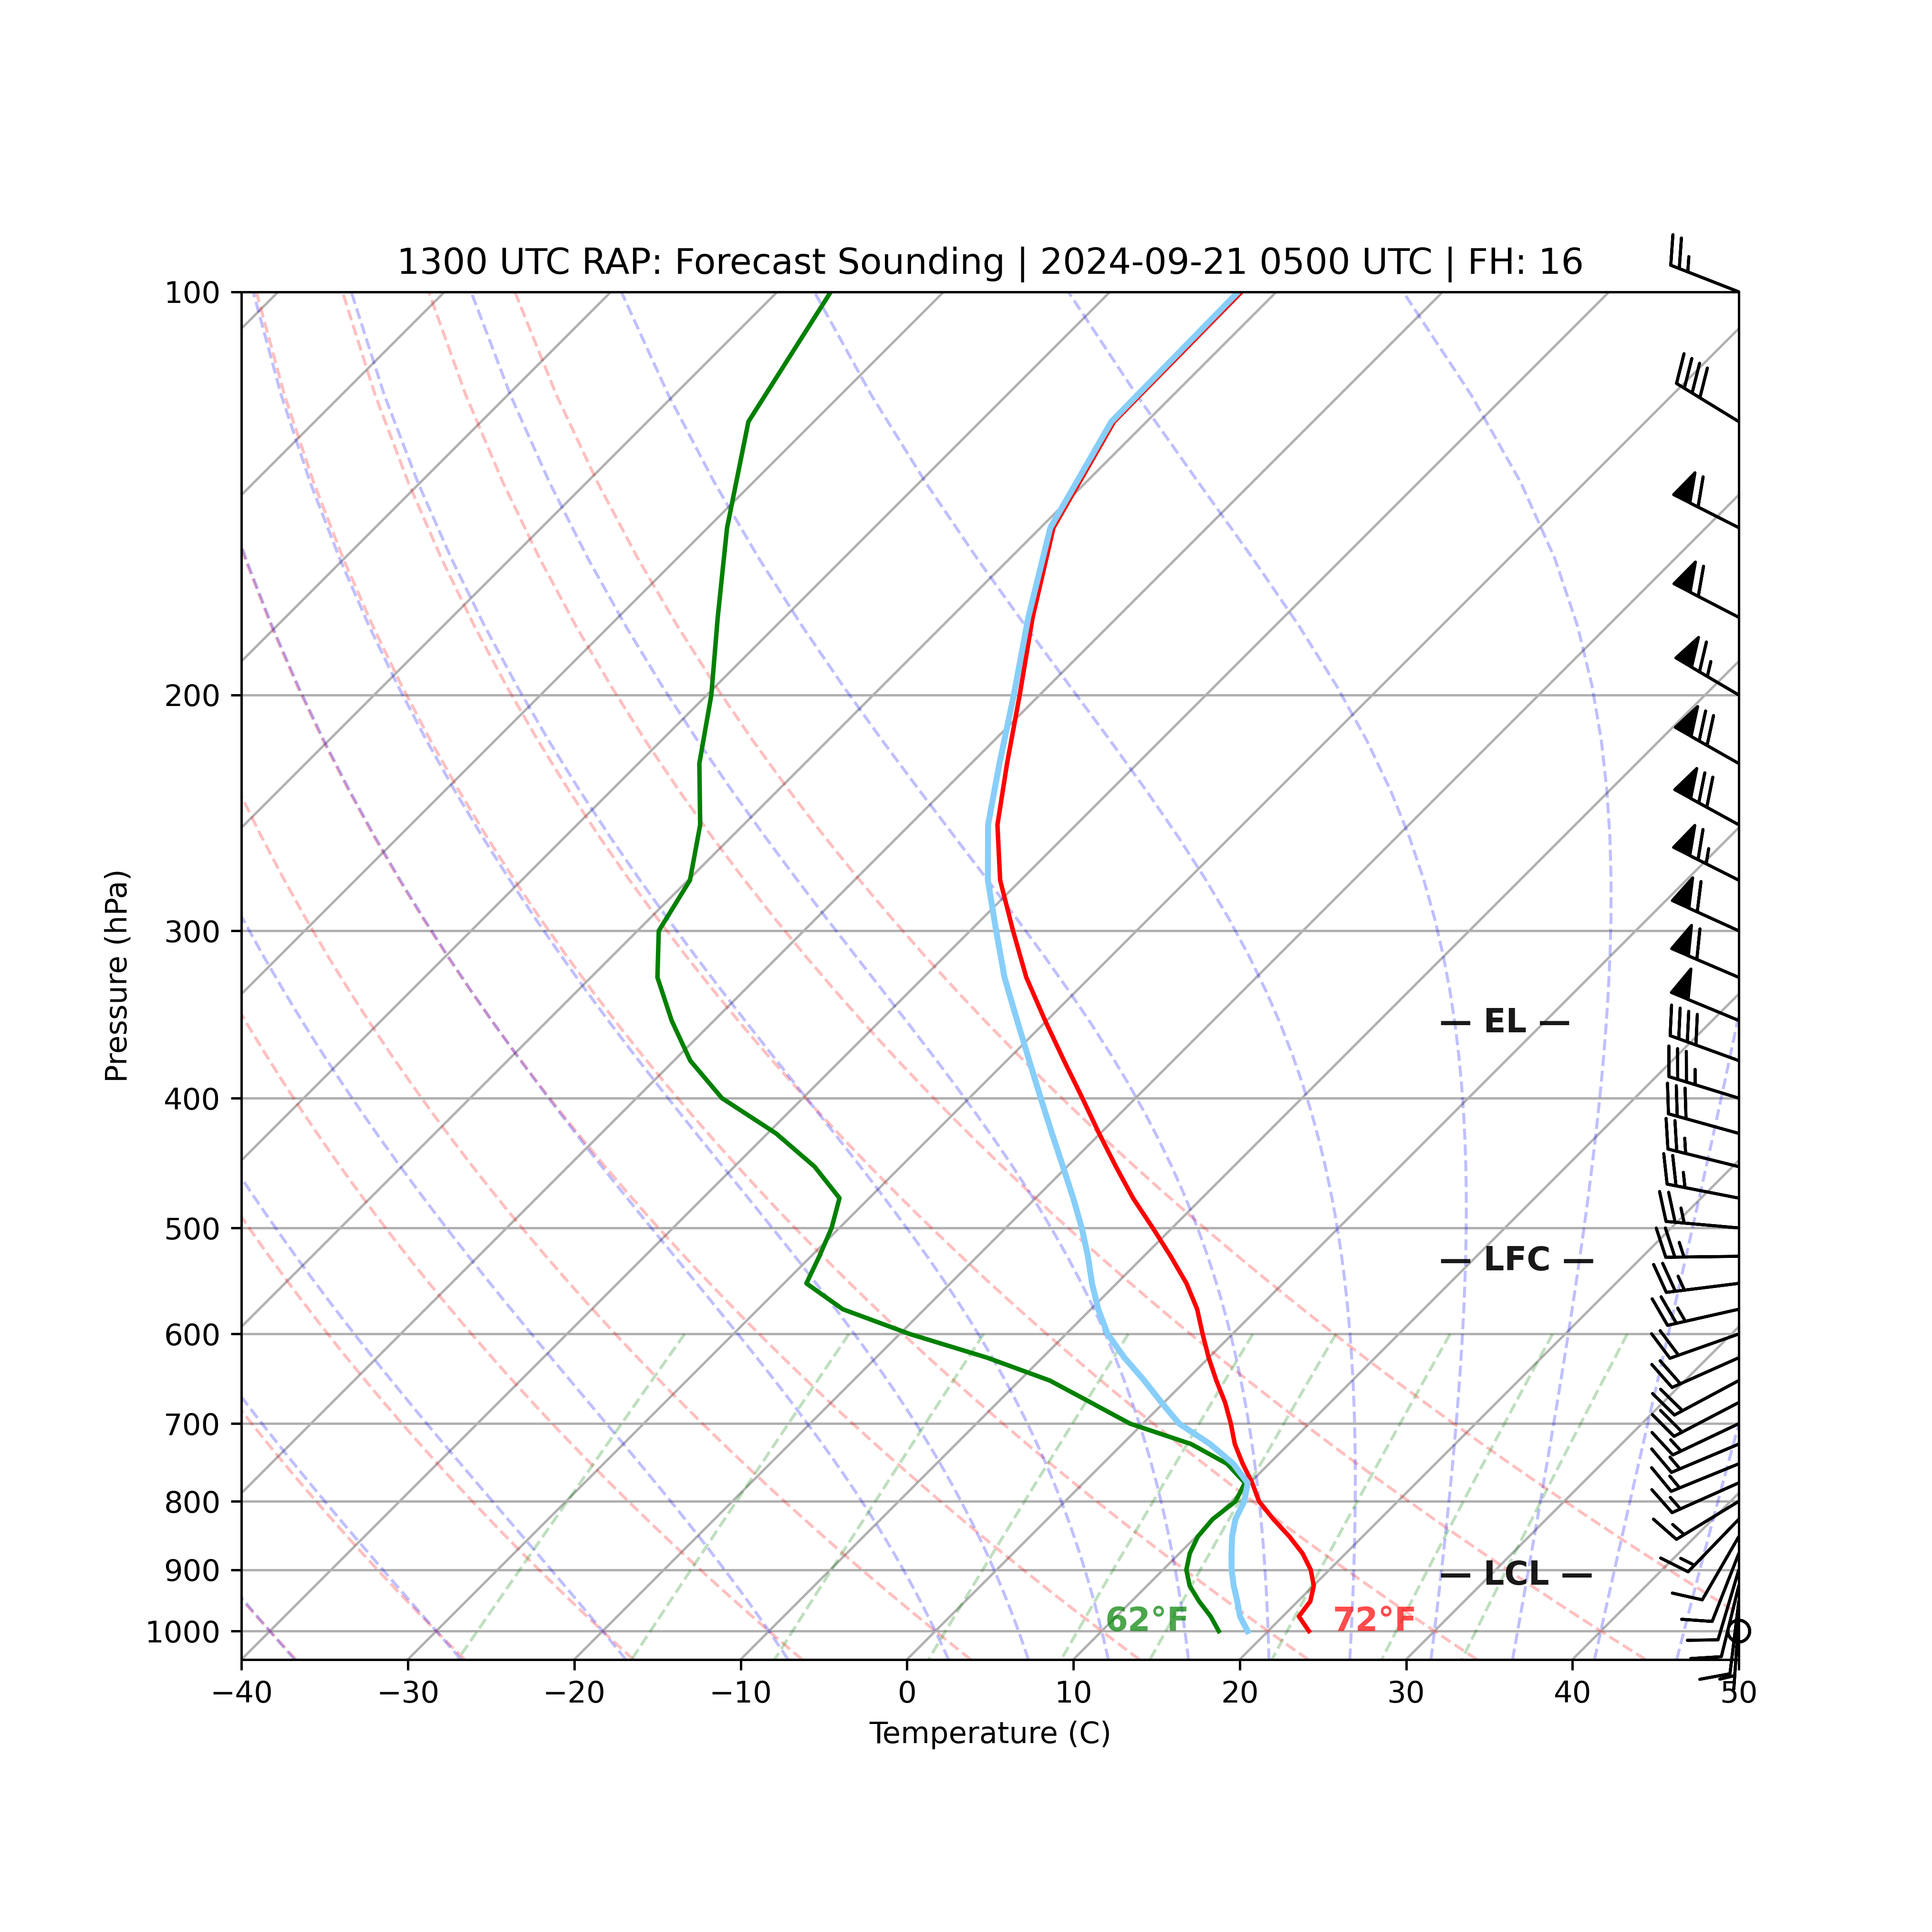 1300 UTC RAP: Forecast Sounding | 2024-09-21 0500 UTC | FH: 16
100
200
300
— EL —
400
500
— LFC —
600
700
800
900
— LCL —
62°F
72°F
1000
−40
−30
−20
−10
0
10
20
30
40
50
Temperature (C)
Pressure (hPa)